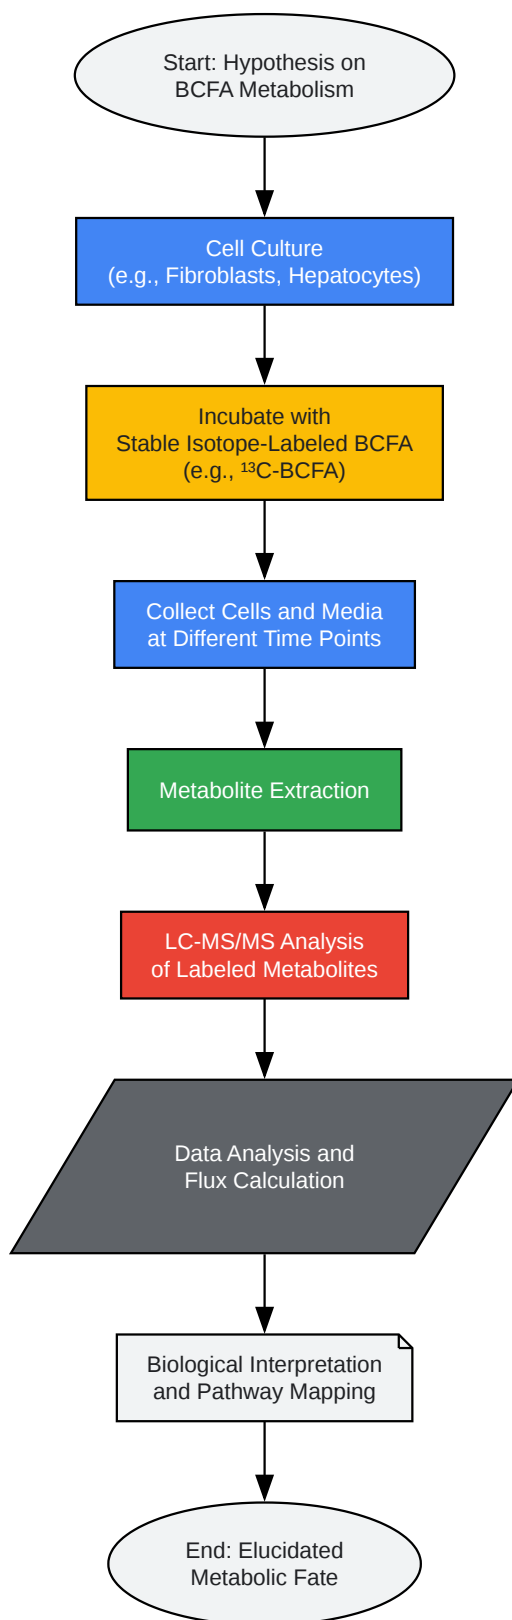 Start: Hypothesis on
BCFA Metabolism
Cell Culture
(e.g., Fibroblasts, Hepatocytes)
Incubate with
Stable Isotope-Labeled BCFA
(e.g., ¹³C-BCFA)
Collect Cells and Media
at Different Time Points
Metabolite Extraction
LC-MS/MS Analysis
of Labeled Metabolites
Data Analysis and
Flux Calculation
Biological Interpretation
and Pathway Mapping
End: Elucidated
Metabolic Fate